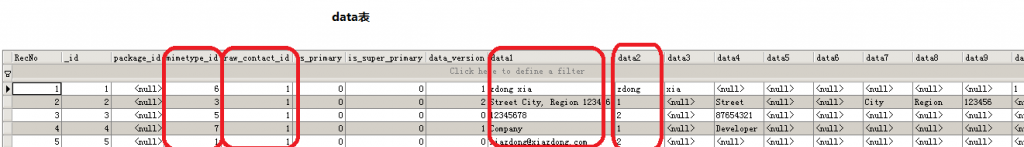 data表
RecNo _id package_id mimetype_id raw_contact_id is_primary is_super_primary data_version data1 data2 data3 data4 data5 data6 data7 data8 data9 da
Click here to define a filter
1 1 <null> 6 1 0 0 1 zdong xia zdong xia <null> <null> <null> <null> <null> <null> 1
2 2 <null> 3 1 0 0 2 Street City, Region 123456 1 <null> Street <null> <null> City Region 123456
3 3 <null> 5 1 0 0 0 12345678 2 <null> 87654321 <null> <null> <null> <null> <null>
4 4 <null> 7 1 0 0 1 Company 1 <null> Developer <null> <null> <null> <null> <null>
5 5 <null> 1 1 0 0 0 xiazdong@xiazdong.com 2 <null> <null> <null> <null> <null> <null> <null>